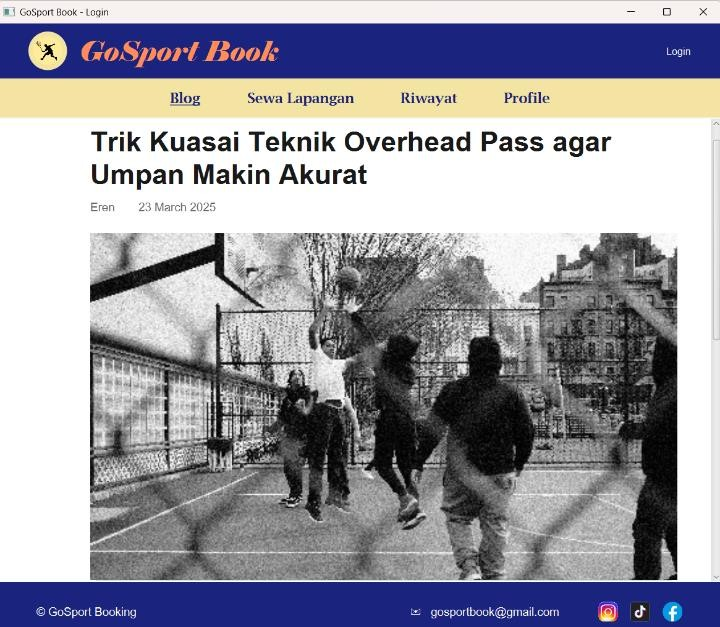 GoSport Book - Login
GoSport Book
Login
Blog
Sewa Lapangan
Riwayat
Profile
Trik Kuasai Teknik Overhead Pass agar
Umpan Makin Akurat
Eren
23 March 2025
© GoSport Booking
gosportbook@gmail.com